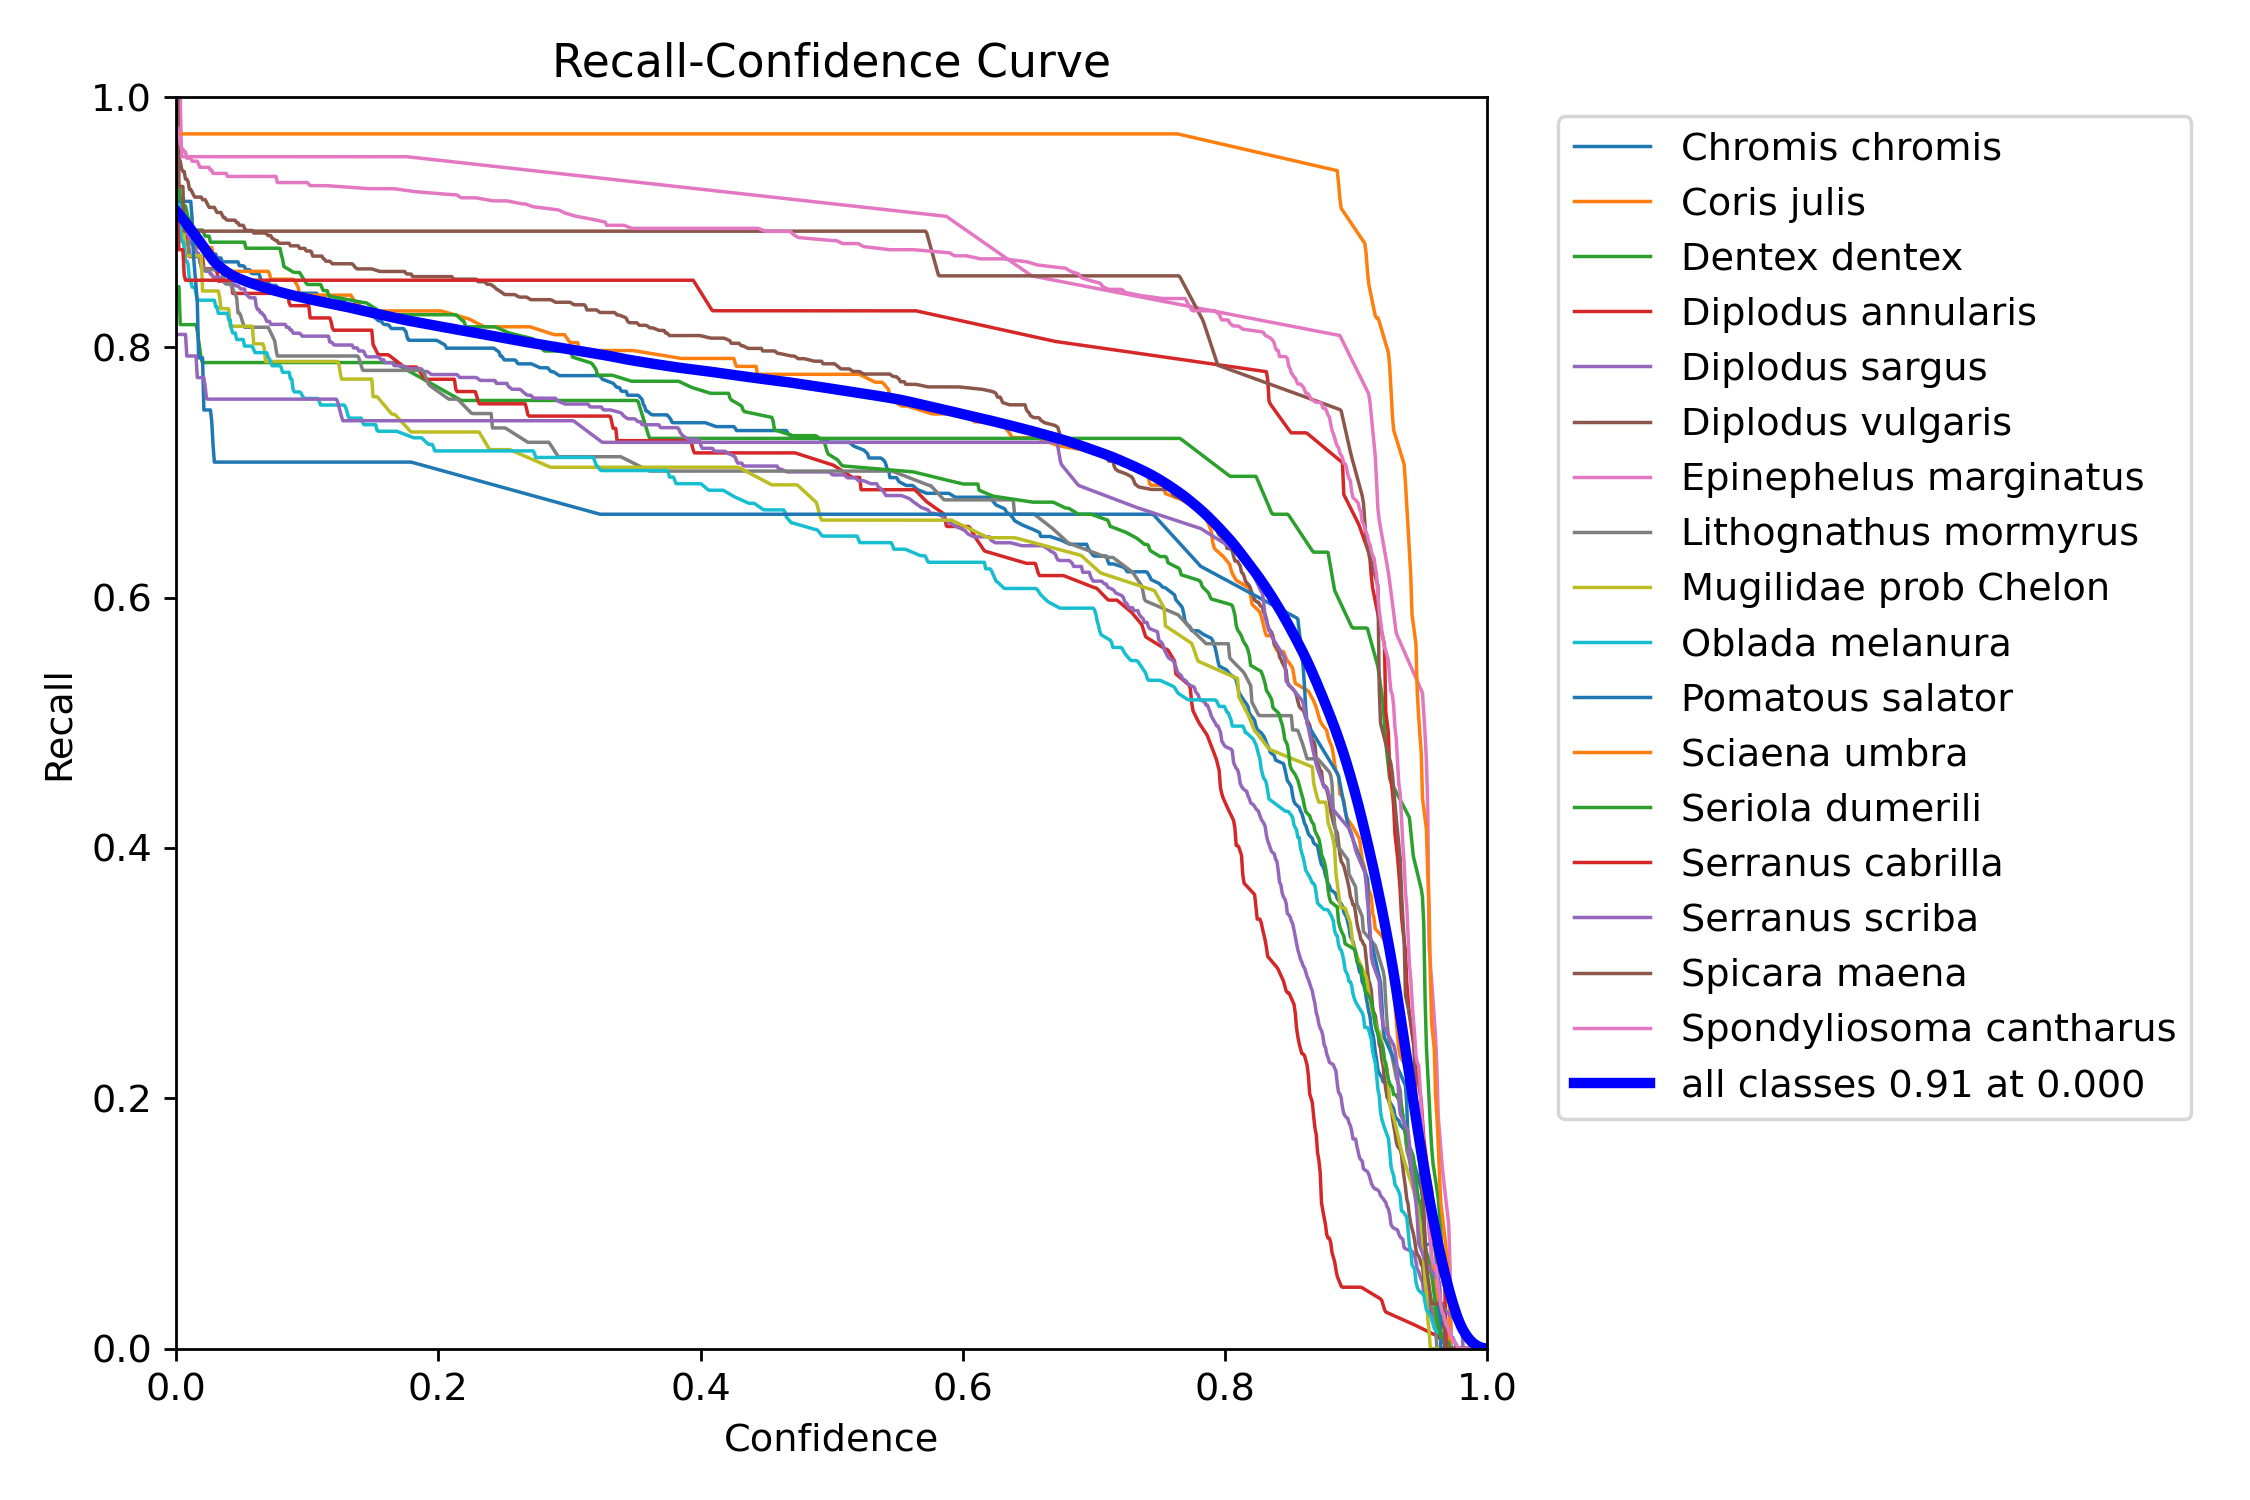 Recall-Confidence Curve
1.0
0.8
0.6
0.4
0.2
0.0
Recall
0.0 0.2 0.4 0.6 0.8 1.0
Confidence
Chromis chromis
Coris julis
Dentex dentex
Diplodus annularis
Diplodus sargus
Diplodus vulgaris
Epinephelus marginatus
Lithognathus mormyrus
Mugilidae prob Chelon
Oblada melanura
Pomatous salator
Sciaena umbra
Seriola dumerili
Serranus cabrilla
Serranus scriba
Spicara maena
Spondyliosoma cantharus
all classes 0.91 at 0.000